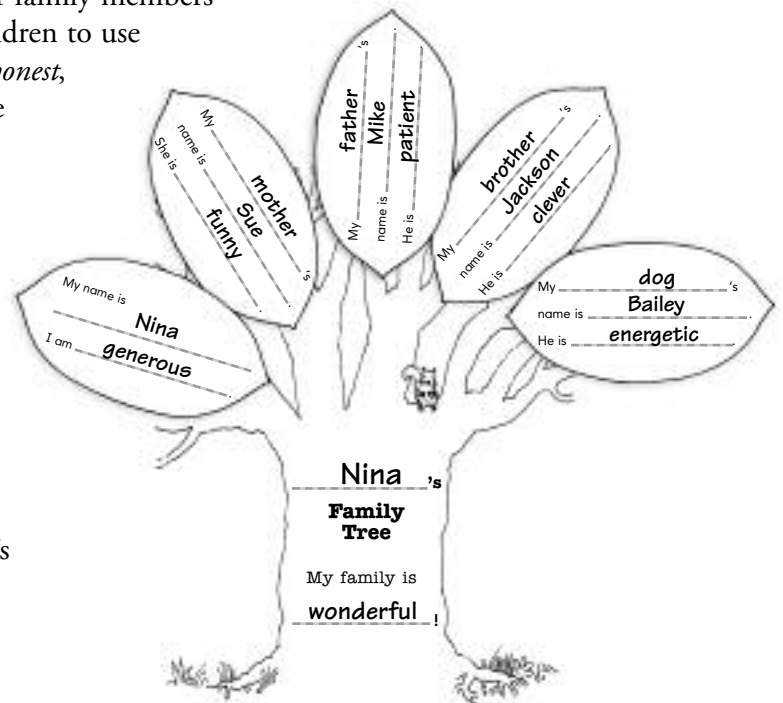 family members
dren to use
onest,
e
My father's
name is Mike.
He is patient.
My mother's
name is Sue.
She is funny.
My brother's
name is Jackson.
He is clever.
My name is
Nina.
I am generous.
My dog's
name is Bailey.
He is energetic.
Nina's
Family
Tree
My family is
wonderful!
s